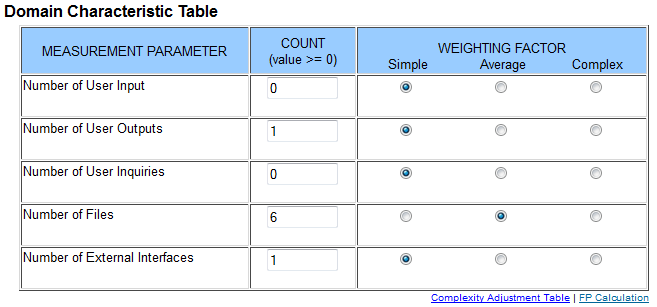 Domain Characteristic Table
MEASUREMENT PARAMETER
COUNT
(value >= 0)
WEIGHTING FACTOR
Simple Average Complex
Number of User Input 0
Number of User Outputs 1
Number of User Inquiries 0
Number of Files 6
Number of External Interfaces 1
Complexity Adjustment Table | FP Calculation